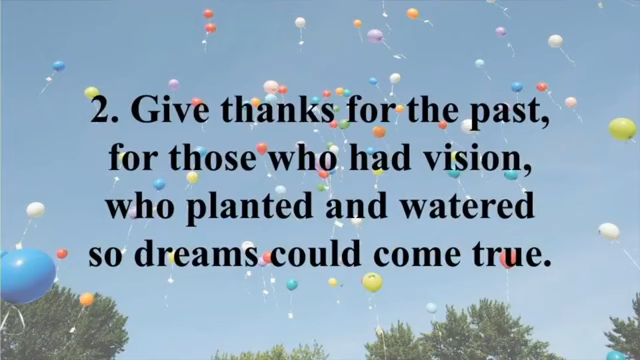 2. Give thanks for the past,
for those who had vision,
who planted and watered
so dreams could come true.